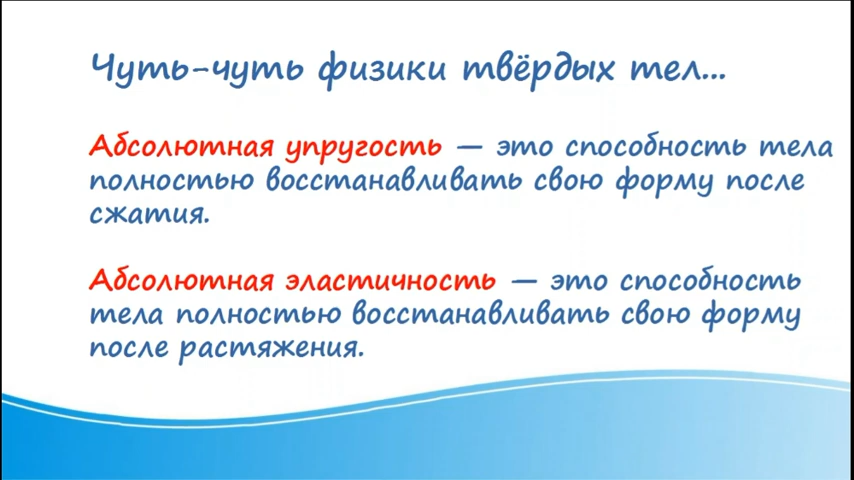 Чуть-чуть физики твёрдых тел...
Абсолютная упругость — это способность тела
полностью восстанавливать свою форму после
сжатия.
Абсолютная эластичность — это способность
тела полностью восстанавливать свою форму
после растяжения.